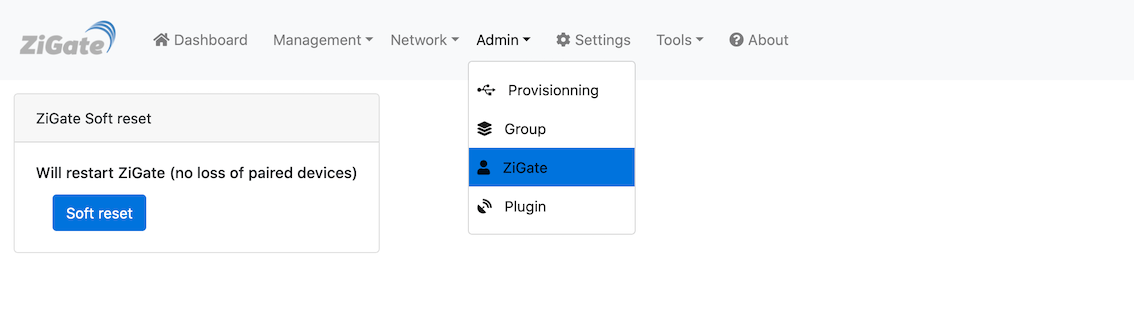 ZiGate Dashboard Management Network Admin Settings Tools About
Provisionning
ZiGate Soft reset
Group
Will restart ZiGate (no loss of paired devices)
ZiGate
Soft reset
Plugin